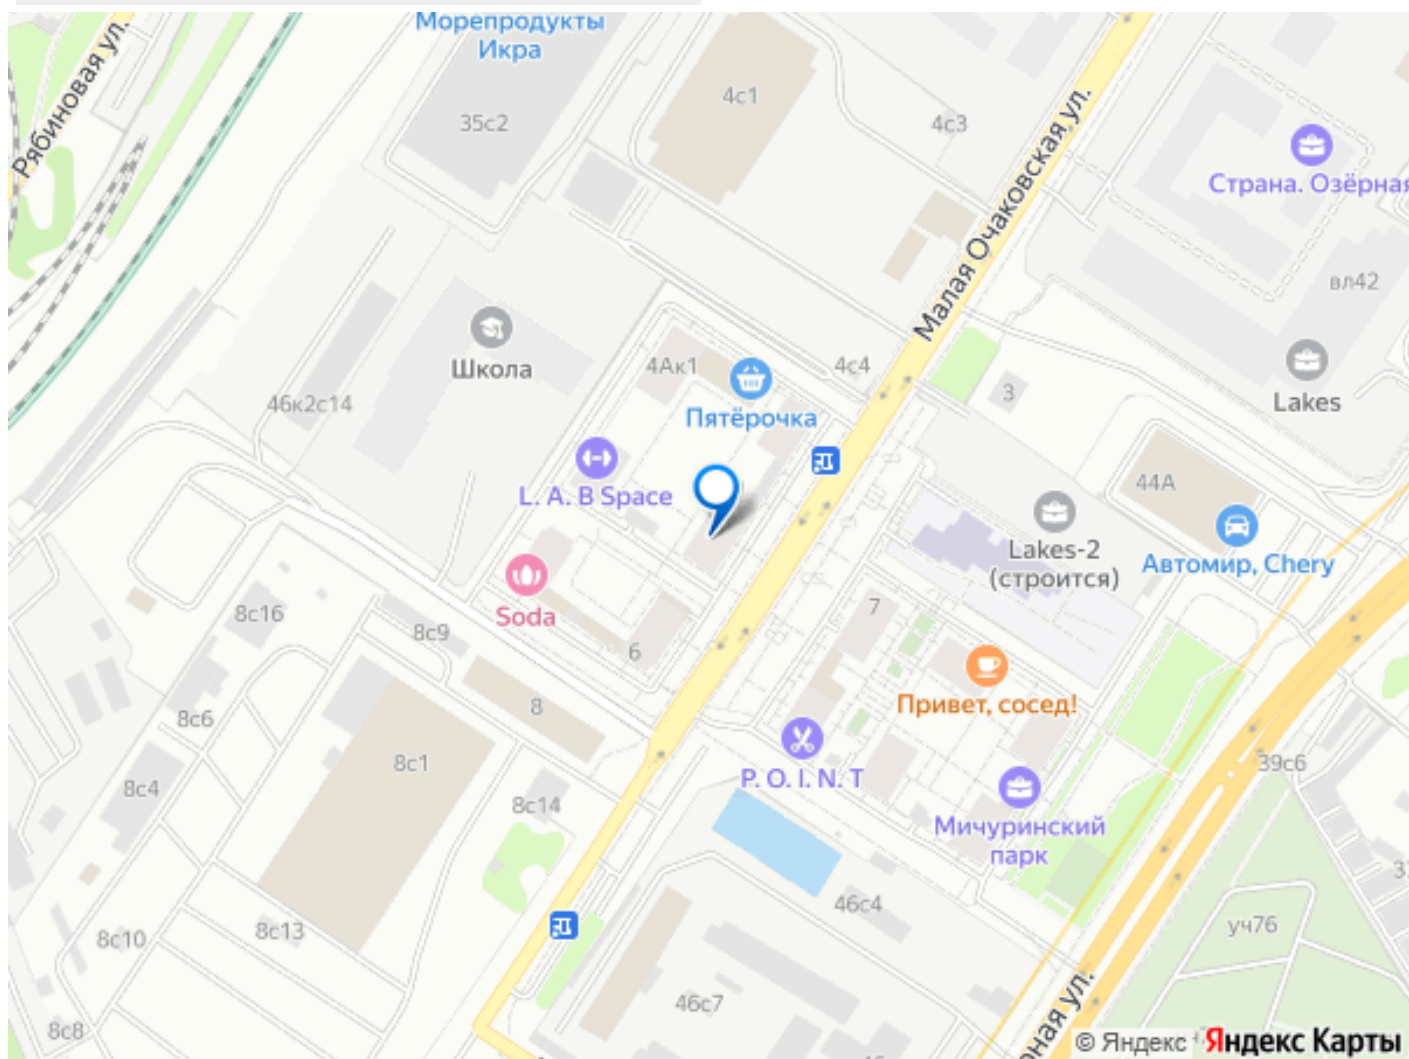 Морепродукты
Икра
Рябиновая ул.
35с2
4с1
4с3
Малая Очаковская ул.
Страна. Озёрная
вл42
Школа
4Ак1
4с4
Пятёрочка
3
Lakes
46к2с14
L. A. B Space
44А
Lakes-2
(строится)
Автомир, Chery
8с16
8с9
Soda
6
7
Привет, сосед!
8с6
8
P. O. I. N. T
8с1
8с4
8с14
39с6
Мичуринский
парк
46с4
8с10
8с13
уч76
8с8
46с7
рная ул.
© Яндекс
Яндекс Карты